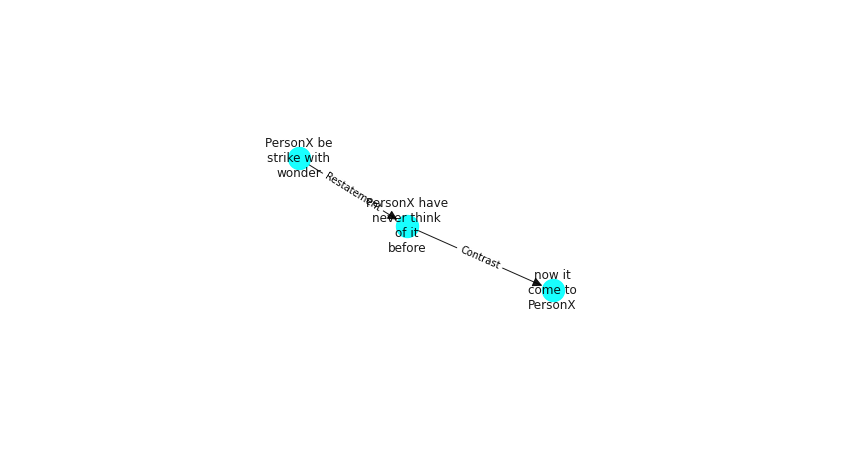 PersonX be
strike with
wonder
Restatement
PersonX have
never think
of it
before
Contrast
now it
come to
PersonX